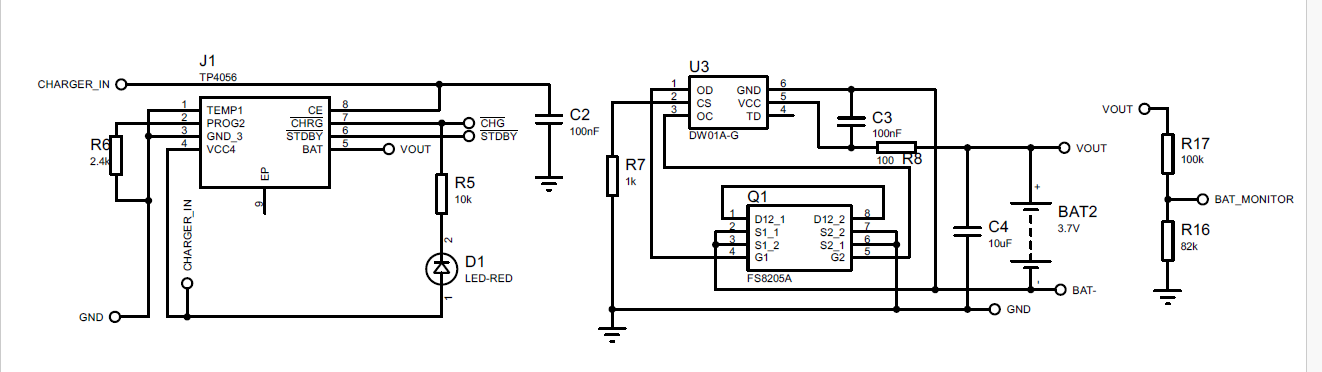 J1
TP4056
CHARGER_IN
1 TEMP1 CE 8
2 PROG2 CHRG 7
3 GND_3 STDBY 6
4 VCC4 BAT 5
EP
9
CHG
STDBY
VOUT
R6
2.4k
C2
100nF
R5
10k
CHARGER_IN
2
D1
LED-RED
1
GND
U3
1 OD GND 6
2 CS VCC 5
3 OC TD 4
DW01A-G
C3
100nF
100 R8
VOUT
R7
1k
Q1
1 D12_1 D12_2 8
2 S1_1 S2_2 7
3 S1_2 S2_1 6
4 G1 G2 5
FS8205A
C4
10uF
+
BAT2
3.7V
-
BAT-
GND
VOUT
R17
100k
BAT_MONITOR
R16
82k